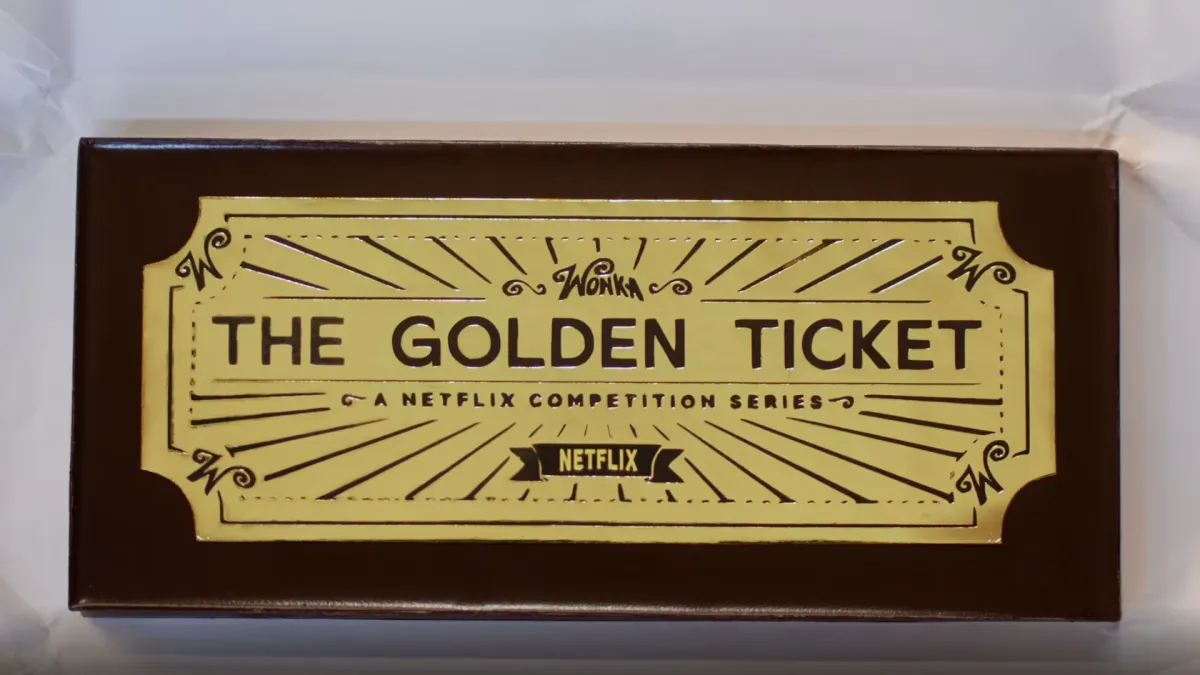 WONKA
THE GOLDEN TICKET
A NETFLIX COMPETITION SERIES
NETFLIX
W
W
W
W